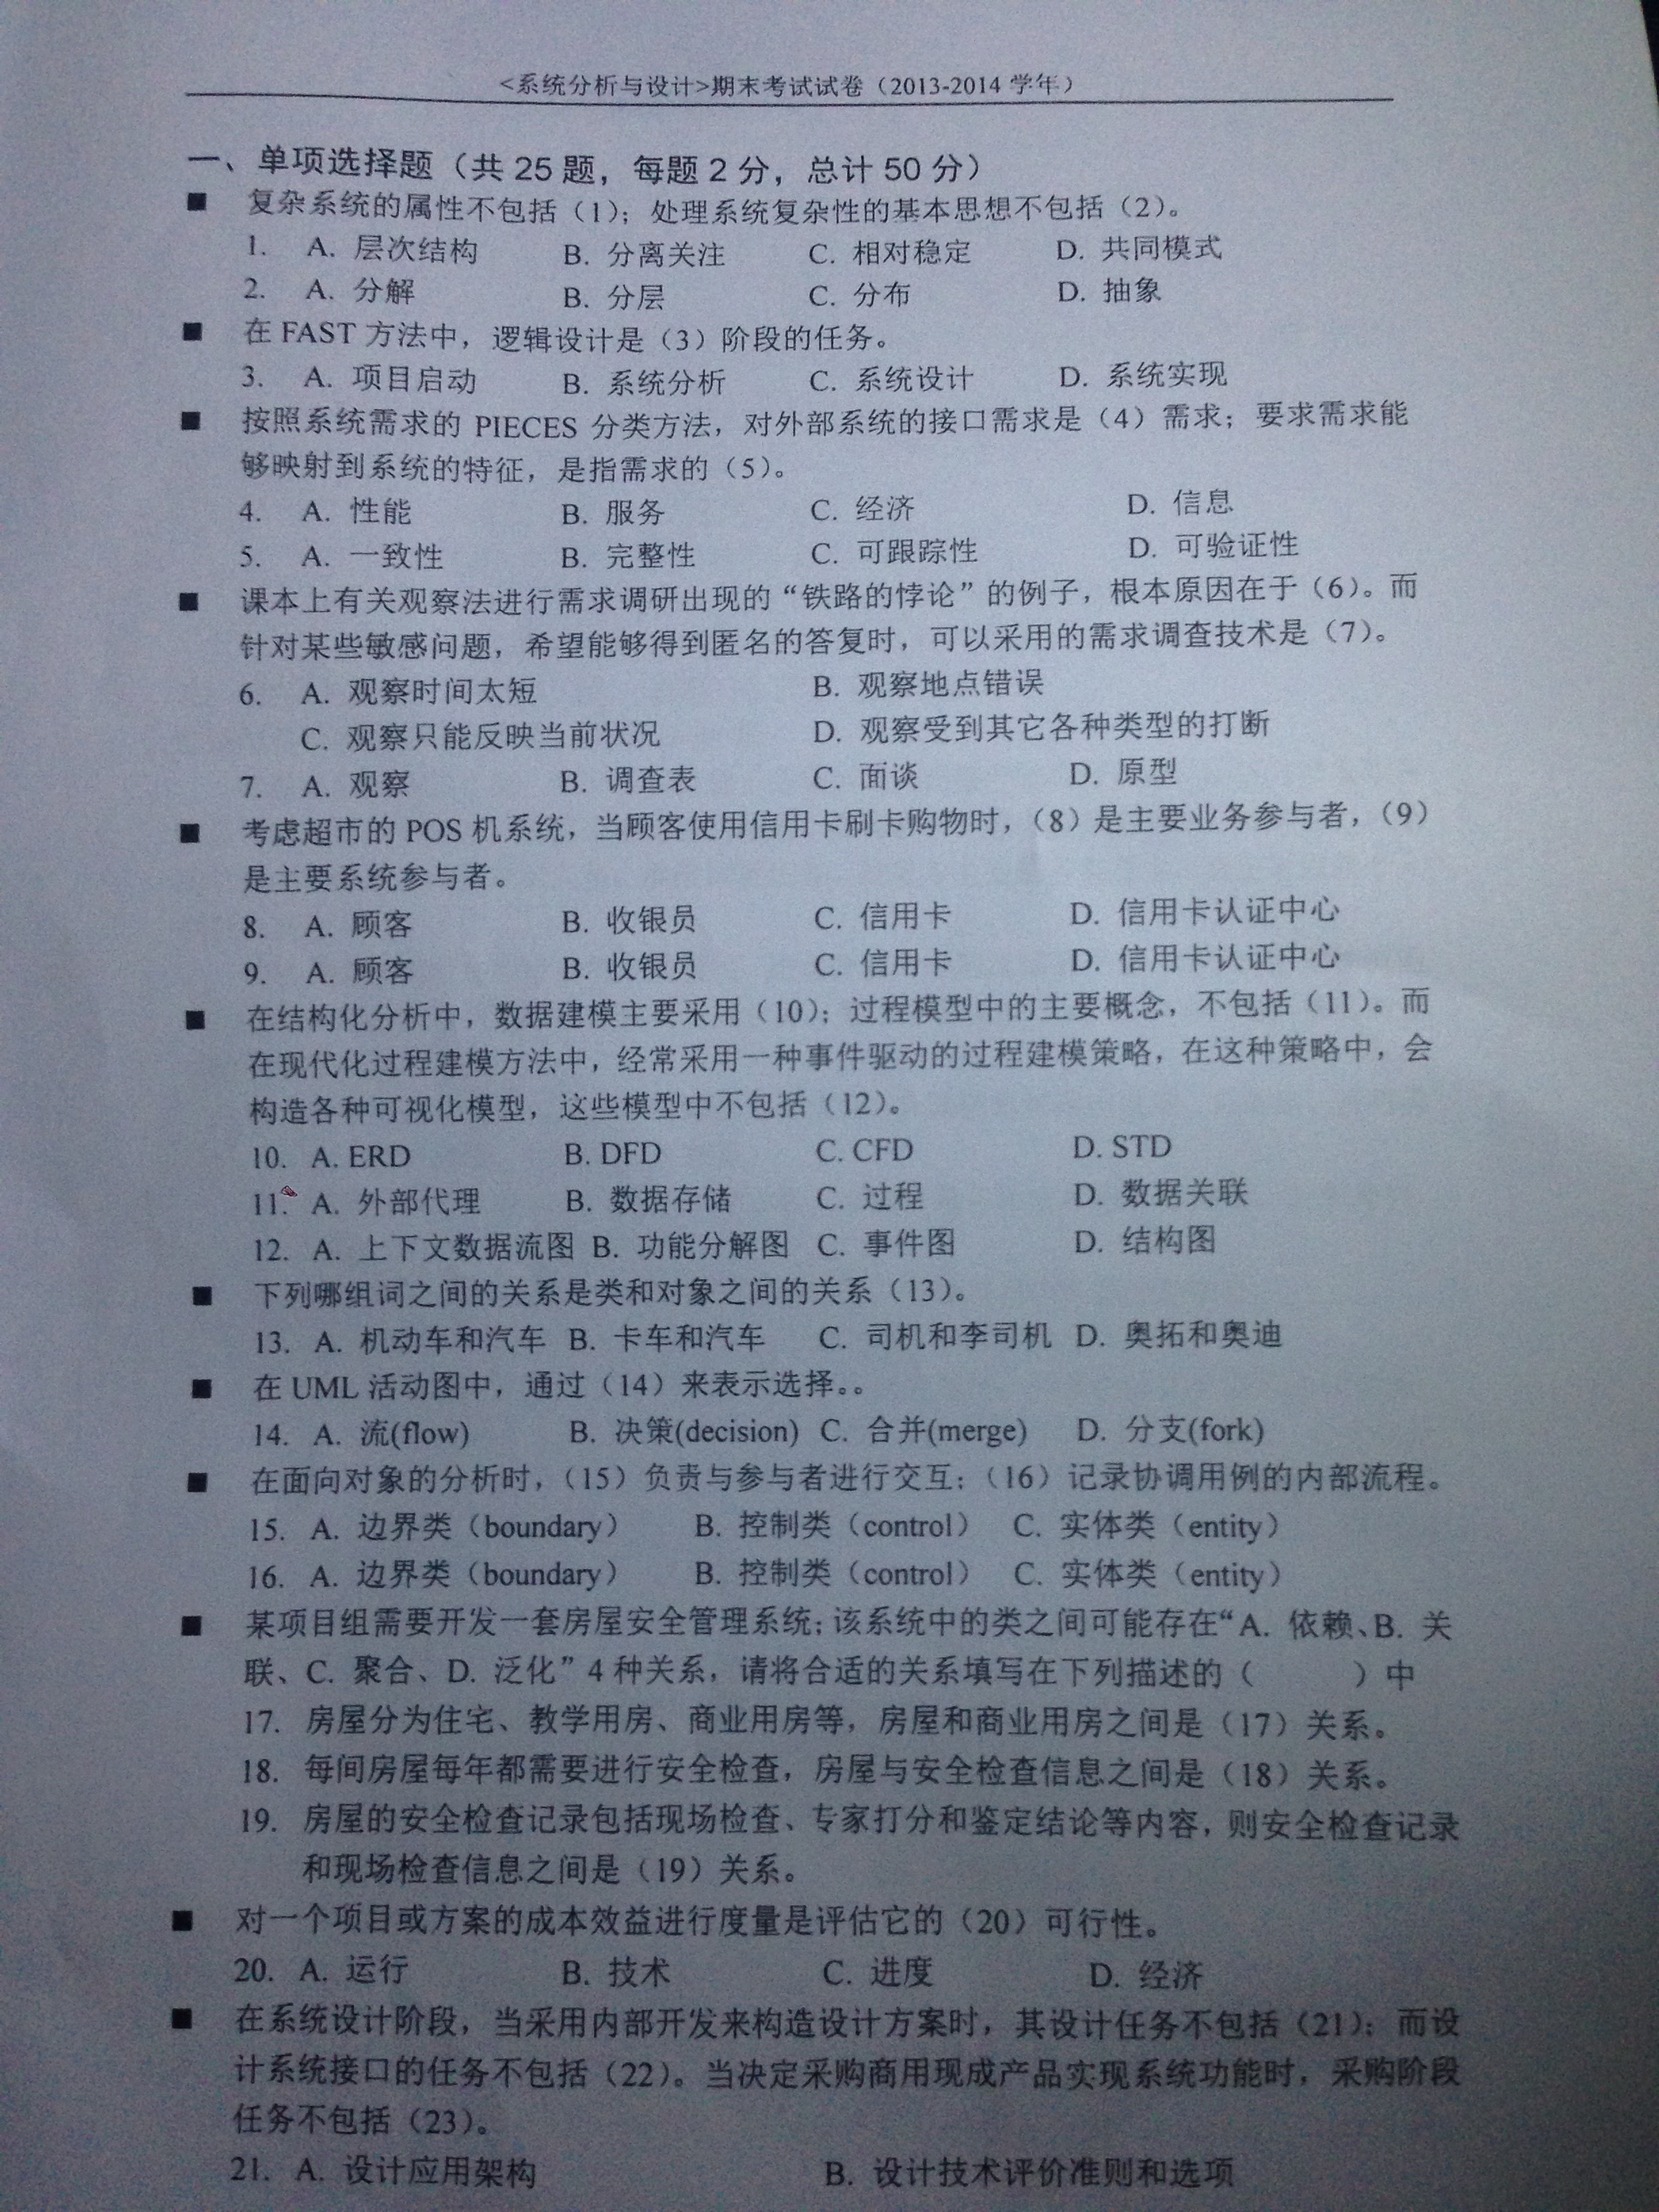 <系统分析与设计>期末考试试卷（2013-2014 学年）
一、单项选择题（共 25 题，每题 2 分，总计 50 分）
■ 复杂系统的属性不包括（1）；处理系统复杂性的基本思想不包括（2）。
1. A. 层次结构 B. 分离关注 C. 相对稳定 D. 共同模式
2. A. 分解 B. 分层 C. 分布 D. 抽象
■ 在 FAST 方法中，逻辑设计是（3）阶段的任务。
3. A. 项目启动 B. 系统分析 C. 系统设计 D. 系统实现
■ 按照系统需求的 PIECES 分类方法，对外部系统的接口需求是（4）需求；要求需求能
够映射到系统的特征，是指需求的（5）。
4. A. 性能 B. 服务 C. 经济 D. 信息
5. A. 一致性 B. 完整性 C. 可跟踪性 D. 可验证性
■ 课本上有关观察法进行需求调研出现的“铁路的悖论”的例子，根本原因在于（6）。而
针对某些敏感问题，希望能够得到匿名的答复时，可以采用的需求调查技术是（7）。
6. A. 观察时间太短 B. 观察地点错误
C. 观察只能反映当前状况 D. 观察受到其它各种类型的打断
7. A. 观察 B. 调查表 C. 面谈 D. 原型
■ 考虑超市的 POS 机系统，当顾客使用信用卡刷卡购物时，（8）是主要业务参与者，（9）
是主要系统参与者。
8. A. 顾客 B. 收银员 C. 信用卡 D. 信用卡认证中心
9. A. 顾客 B. 收银员 C. 信用卡 D. 信用卡认证中心
■ 在结构化分析中，数据建模主要采用（10）；过程模型中的主要概念，不包括（11）。而
在现代化过程建模方法中，经常采用一种事件驱动的过程建模策略，在这种策略中，会
构造各种可视化模型，这些模型中不包括（12）。
10. A. ERD B. DFD C. CFD D. STD
11. A. 外部代理 B. 数据存储 C. 过程 D. 数据关联
12. A. 上下文数据流图 B. 功能分解图 C. 事件图 D. 结构图
■ 下列哪组词之间的关系是类和对象之间的关系（13）。
13. A. 机动车和汽车 B. 卡车和汽车 C. 司机和李司机 D. 奥拓和奥迪
■ 在 UML 活动图中，通过（14）来表示选择。。
14. A. 流(flow) B. 决策(decision) C. 合并(merge) D. 分支(fork)
■ 在面向对象的分析时，（15）负责与参与者进行交互；（16）记录协调用例的内部流程。
15. A. 边界类（boundary） B. 控制类（control） C. 实体类（entity）
16. A. 边界类（boundary） B. 控制类（control） C. 实体类（entity）
■ 某项目组需要开发一套房屋安全管理系统；该系统中的类之间可能存在“A. 依赖、B. 关
联、C. 聚合、D. 泛化”4 种关系，请将合适的关系填写在下列描述的（ ）中
17. 房屋分为住宅、教学用房、商业用房等，房屋和商业用房之间是（17）关系。
18. 每间房屋每年都需要进行安全检查，房屋与安全检查信息之间是（18）关系。
19. 房屋的安全检查记录包括现场检查、专家打分和鉴定结论等内容，则安全检查记录
和现场检查信息之间是（19）关系。
■ 对一个项目或方案的成本效益进行度量是评估它的（20）可行性。
20. A. 运行 B. 技术 C. 进度 D. 经济
■ 在系统设计阶段，当采用内部开发来构造设计方案时，其设计任务不包括（21）；而设
计系统接口的任务不包括（22）。当决定采购商用现成产品实现系统功能时，采购阶段
任务不包括（23）。
21. A. 设计应用架构 B. 设计技术评价准则和选项